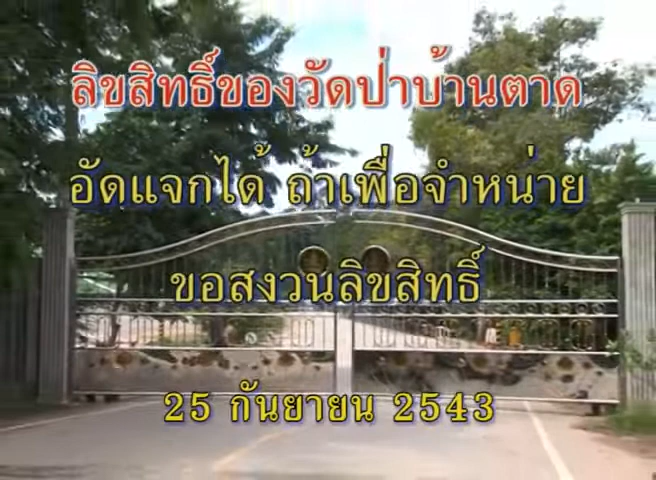 ลิขสิทธิ์ของวัดป่าบ้านตาด
อัดแจกได้ ถ้าเพื่อจำหน่าย
ขอสงวนลิขสิทธิ์
25 กันยายน 2543